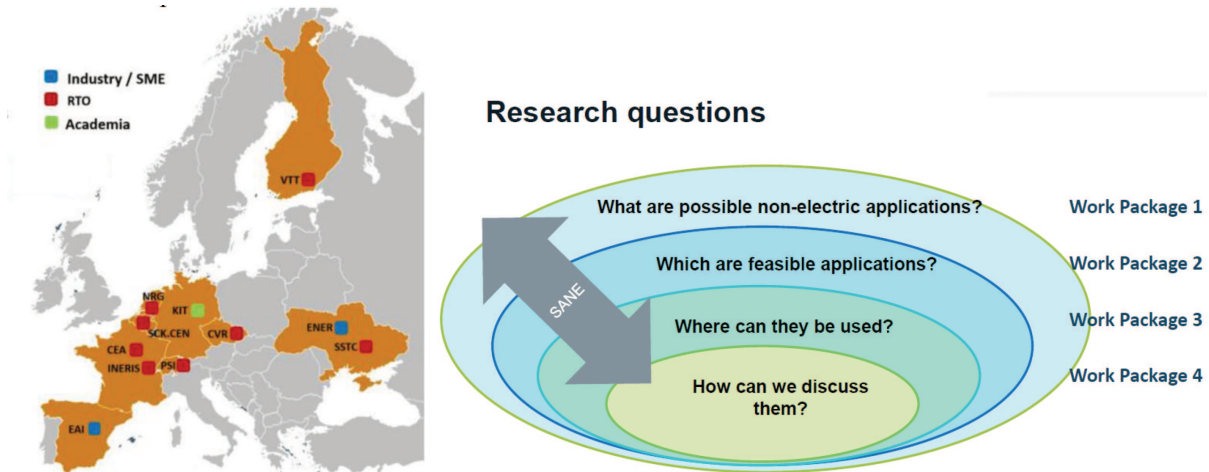 Industry / SME
RTO
Academia
VTT
NRG
KIT
SCK.CEN
CVR
ENER
SSTC
CEA
INERIS
PSI
EAI
Research questions
What are possible non-electric applications?
Work Package 1
Which are feasible applications?
Work Package 2
SANE
Where can they be used?
Work Package 3
How can we discuss
them?
Work Package 4